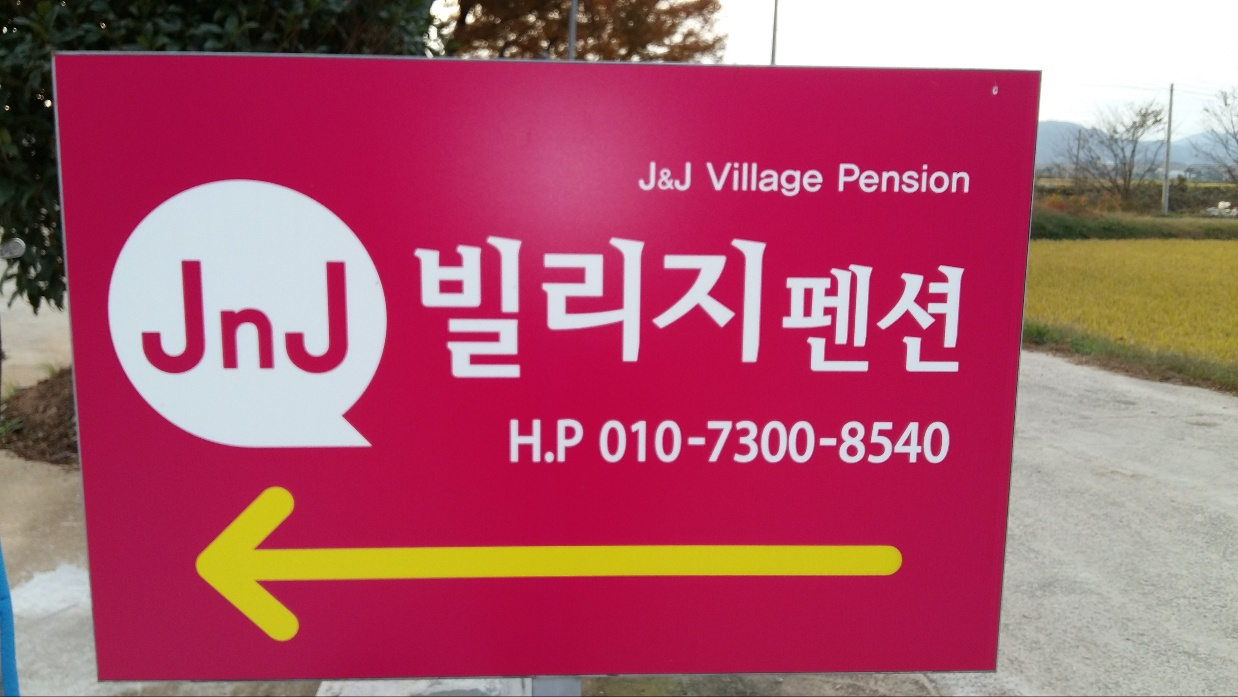 J&J Village Pension
JnJ
빌리지펜션
H.P 010-7300-8540